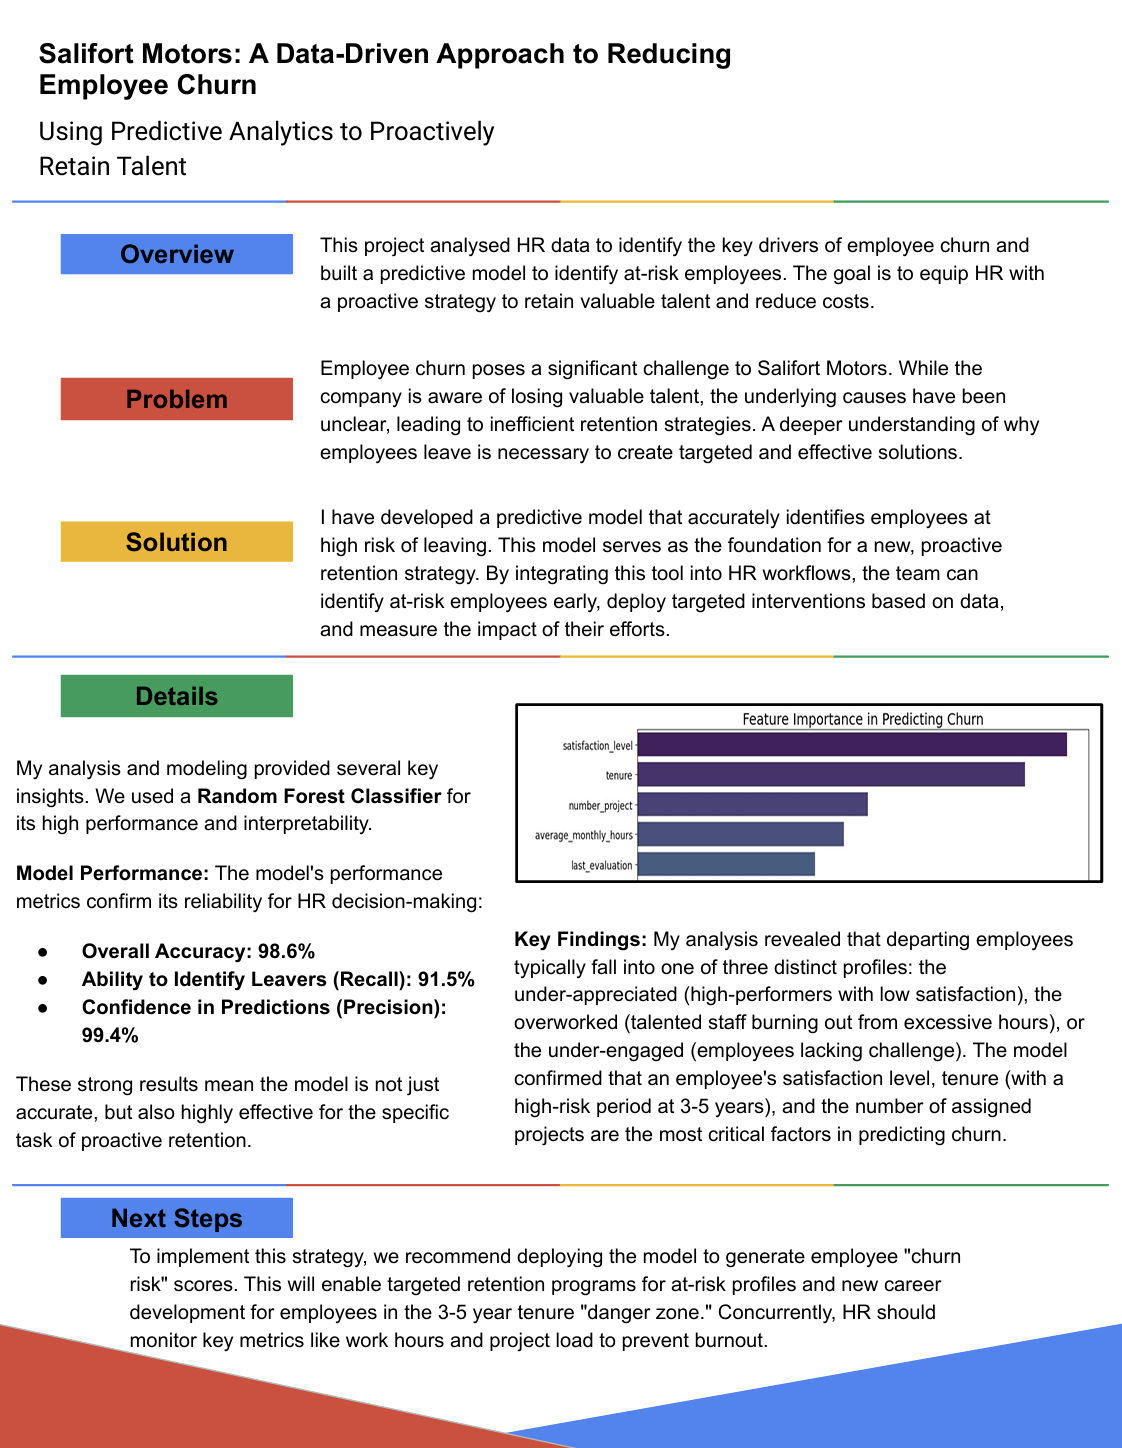 Salifort Motors: A Data-Driven Approach to Reducing
Employee Churn
Using Predictive Analytics to Proactively
Retain Talent
Overview
This project analysed HR data to identify the key drivers of employee churn and
built a predictive model to identify at-risk employees. The goal is to equip HR with
a proactive strategy to retain valuable talent and reduce costs.
Problem
Employee churn poses a significant challenge to Salifort Motors. While the
company is aware of losing valuable talent, the underlying causes have been
unclear, leading to inefficient retention strategies. A deeper understanding of why
employees leave is necessary to create targeted and effective solutions.
Solution
I have developed a predictive model that accurately identifies employees at
high risk of leaving. This model serves as the foundation for a new, proactive
retention strategy. By integrating this tool into HR workflows, the team can
identify at-risk employees early, deploy targeted interventions based on data,
and measure the impact of their efforts.
Details
My analysis and modeling provided several key
insights. We used a Random Forest Classifier for
its high performance and interpretability.
Model Performance: The model's performance
metrics confirm its reliability for HR decision-making:
● Overall Accuracy: 98.6%
● Ability to Identify Leavers (Recall): 91.5%
● Confidence in Predictions (Precision):
99.4%
These strong results mean the model is not just
accurate, but also highly effective for the specific
task of proactive retention.
Feature Importance in Predicting Churn
satisfaction_level
tenure
number_project
average_monthly_hours
last_evaluation
Key Findings: My analysis revealed that departing employees
typically fall into one of three distinct profiles: the
under-appreciated (high-performers with low satisfaction), the
overworked (talented staff burning out from excessive hours), or
the under-engaged (employees lacking challenge). The model
confirmed that an employee's satisfaction level, tenure (with a
high-risk period at 3-5 years), and the number of assigned
projects are the most critical factors in predicting churn.
Next Steps
To implement this strategy, we recommend deploying the model to generate employee "churn
risk" scores. This will enable targeted retention programs for at-risk profiles and new career
development for employees in the 3-5 year tenure "danger zone." Concurrently, HR should
monitor key metrics like work hours and project load to prevent burnout.